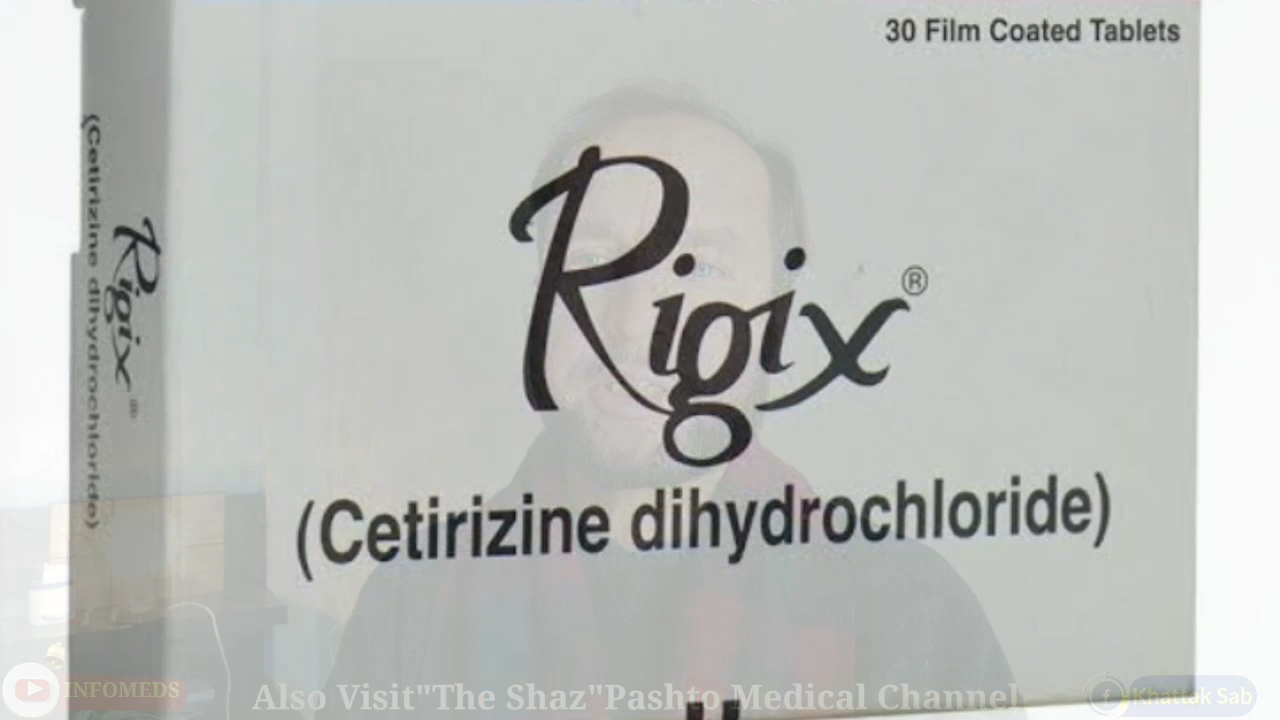 30 Film Coated Tablets
Rigix®
(Cetirizine dihydrochloride)
Rigix®
(Cetirizine dihydrochloride)
INFOMEDS
Also Visit"The Shaz"Pashto Medical Channel
f Khattak Sab